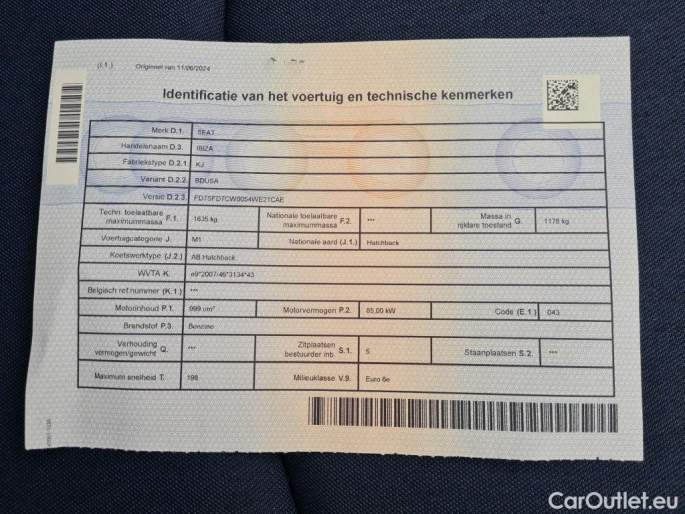 (I.1.) Origineel van 11/06/2024
Identificatie van het voertuig en technische kenmerken
Merk D.1. SEAT
Handelsnaam D.3. IBIZA
Fabriekstype D.2.1. KJ
Variant D.2.2. BDUSA
Versie D.2.3. FD7SFD7CW8054WE21CAE
Techn. toelaatbare maximummassa F.1. 1635 kg Nationale toelaatbare maximummassa F.2. *** Massa in rijklare toestand G. 1178 kg
Voertuigcategorie J. M1 Nationale aard (J.1.) Hatchback
Koetswerktype (J.2.) AB Hatchback
WVTA K. e9*2007/46*3134*43
Belgisch ref.nummer (K.1.) ***
Motorinhoud P.1. 999 cm³ Motorvermogen P.2. 85,00 kW Code (E.1.) 043
Brandstof P.3. Benzine
Verhouding vermogen/gewicht Q. *** Zitplaatsen bestuurder inb. S.1. 5 Staanplaatsen S.2. ***
Maximum snelheid T. 198 Milieuklasse V.9. Euro 6e
CarOutlet.eu